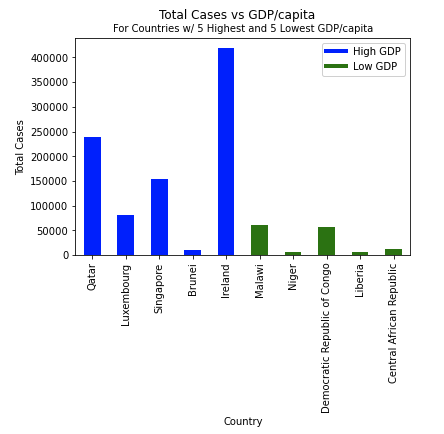 Total Cases vs GDP/capita
For Countries w/ 5 Highest and 5 Lowest GDP/capita
High GDP
Low GDP
Total Cases
400000
350000
300000
250000
200000
150000
100000
50000
0
Qatar
Luxembourg
Singapore
Brunei
Ireland
Malawi
Niger
Democratic Republic of Congo
Liberia
Central African Republic
Country